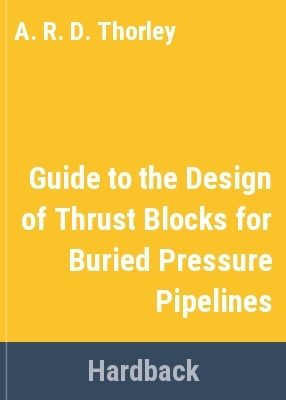 A. R. D. Thorley
Guide to the Design
of Thrust Blocks for
Buried Pressure
Pipelines
Hardback